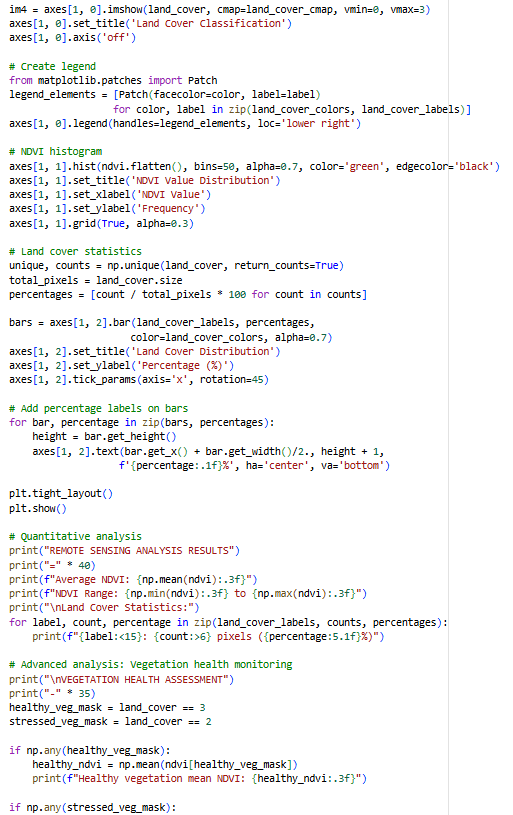 im4 = axes[1, 0].imshow(land_cover, cmap=land_cover_cmap, vmin=0, vmax=3)
axes[1, 0].set_title('Land Cover Classification')
axes[1, 0].axis('off')

# Create legend
from matplotlib.patches import Patch
legend_elements = [Patch(facecolor=color, label=label)
                  for color, label in zip(land_cover_colors, land_cover_labels)]
axes[1, 0].legend(handles=legend_elements, loc='lower right')

# NDVI histogram
axes[1, 1].hist(ndvi.flatten(), bins=50, alpha=0.7, color='green', edgecolor='black')
axes[1, 1].set_title('NDVI Value Distribution')
axes[1, 1].set_xlabel('NDVI Value')
axes[1, 1].set_ylabel('Frequency')
axes[1, 1].grid(True, alpha=0.3)

# Land cover statistics
unique, counts = np.unique(land_cover, return_counts=True)
total_pixels = land_cover.size
percentages = [count / total_pixels * 100 for count in counts]

bars = axes[1, 2].bar(land_cover_labels, percentages,
                     color=land_cover_colors, alpha=0.7)
axes[1, 2].set_title('Land Cover Distribution')
axes[1, 2].set_ylabel('Percentage (%)')
axes[1, 2].tick_params(axis='x', rotation=45)

# Add percentage labels on bars
for bar, percentage in zip(bars, percentages):
    height = bar.get_height()
    axes[1, 2].text(bar.get_x() + bar.get_width()/2., height + 1,
                   f'{percentage:.1f}%', ha='center', va='bottom')

plt.tight_layout()
plt.show()

# Quantitative analysis
print("REMOTE SENSING ANALYSIS RESULTS")
print("=" * 40)
print(f"Average NDVI: {np.mean(ndvi):.3f}")
print(f"NDVI Range: {np.min(ndvi):.3f} to {np.max(ndvi):.3f}")
print("\nLand Cover Statistics:")
for label, count, percentage in zip(land_cover_labels, counts, percentages):
    print(f"{label:<15}: {count:>6} pixels ({percentage:5.1f}%)")

# Advanced analysis: Vegetation health monitoring
print("\nVEGETATION HEALTH ASSESSMENT")
print("-" * 35)
healthy_veg_mask = land_cover == 3
stressed_veg_mask = land_cover == 2

if np.any(healthy_veg_mask):
    healthy_ndvi = np.mean(ndvi[healthy_veg_mask])
    print(f"Healthy vegetation mean NDVI: {healthy_ndvi:.3f}")

if np.any(stressed_veg_mask):